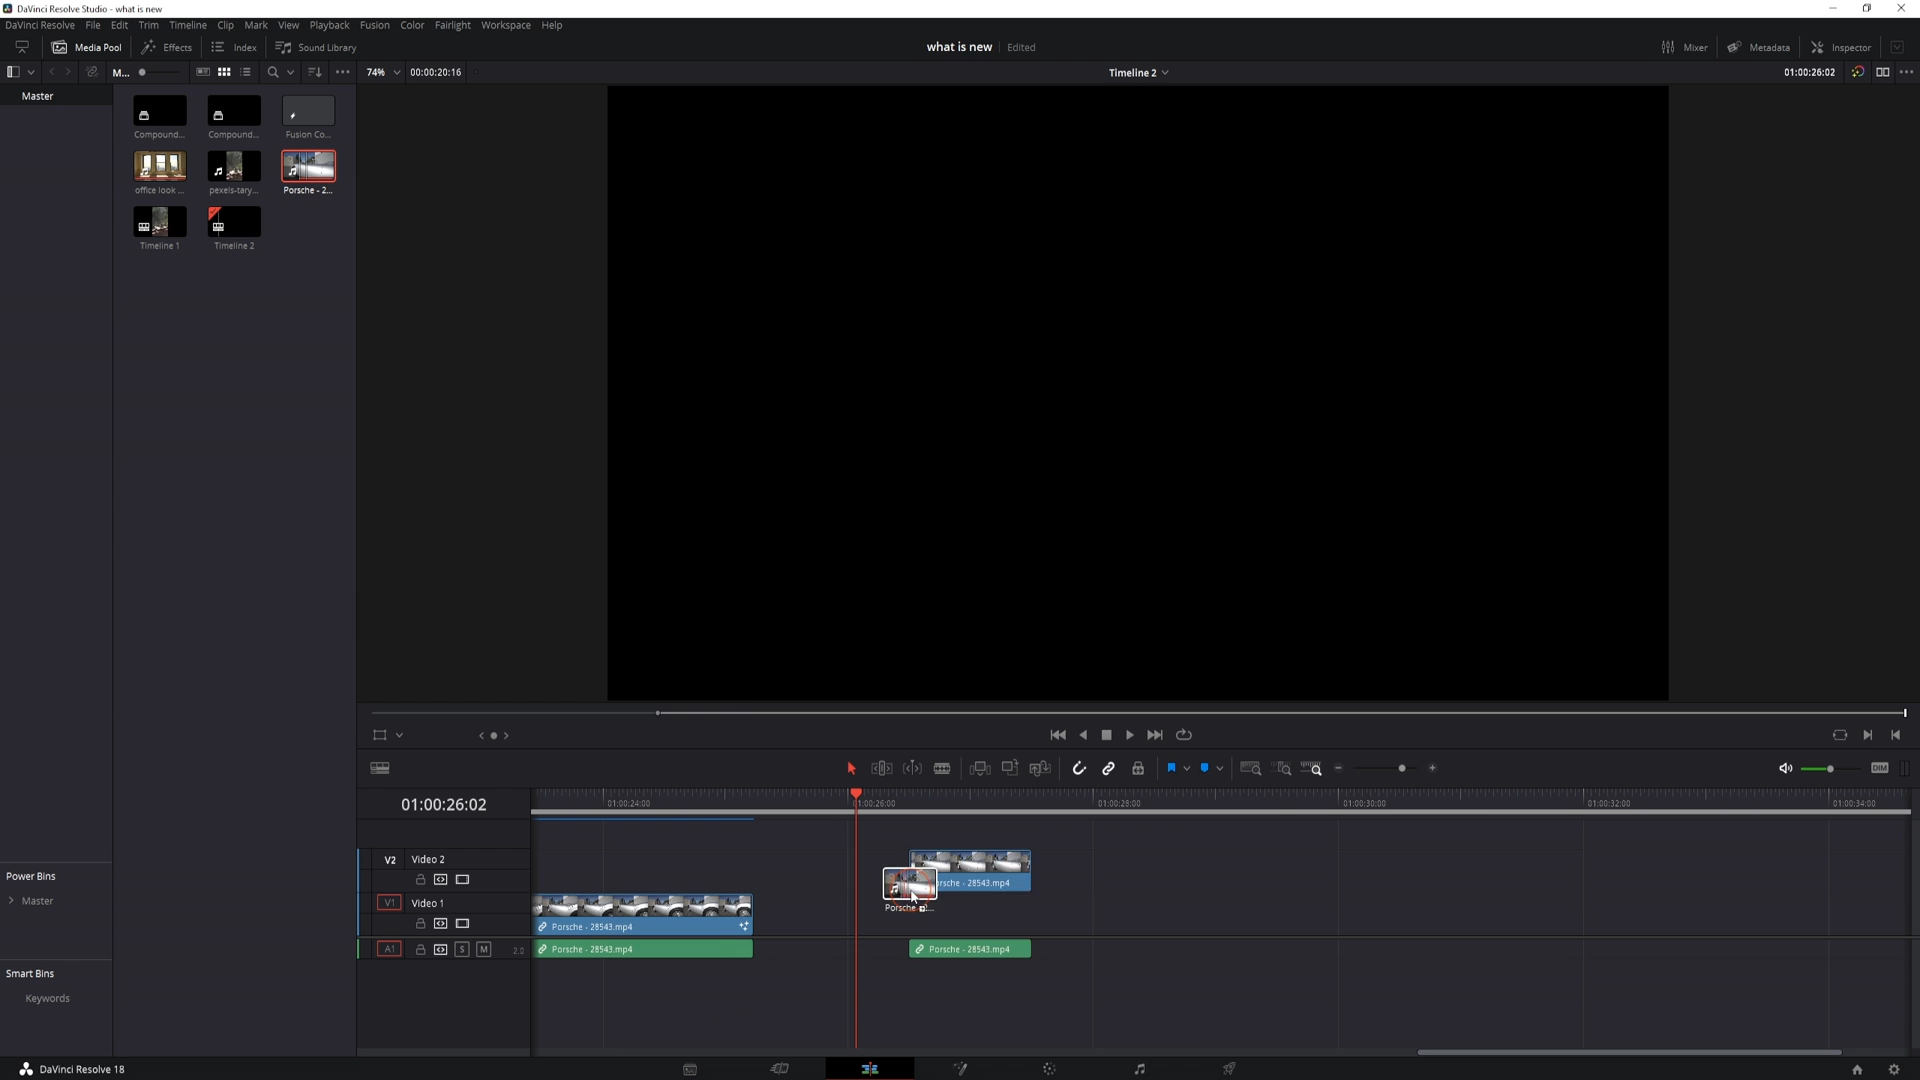 DaVinci Resolve Studio - what is new
DaVinci Resolve File Edit Trim Timeline Clip Mark View Playback Fusion Color Fairlight Workspace Help
Media Pool Effects Index Sound Library what is new Edited Mixer Metadata Inspector
M... 74% 00:00:20:16 Timeline 2 01:00:26:02
Master
Compound... Compound... Fusion Co...
office look ... pexels-tary... Porsche - 2...
Timeline 1 Timeline 2
DIM
01:00:26:02 01:00:24:00 01:00:26:00 01:00:28:00 01:00:30:00 01:00:32:00 01:00:34:00
V2 Video 2
Power Bins
Master
V1 Video 1
rsche - 28543.mp4
Porsche
Porsche - 28543.mp4
A1 S M 2.0 Porsche - 28543.mp4 Porsche - 28543.mp4
Smart Bins
Keywords
DaVinci Resolve 18